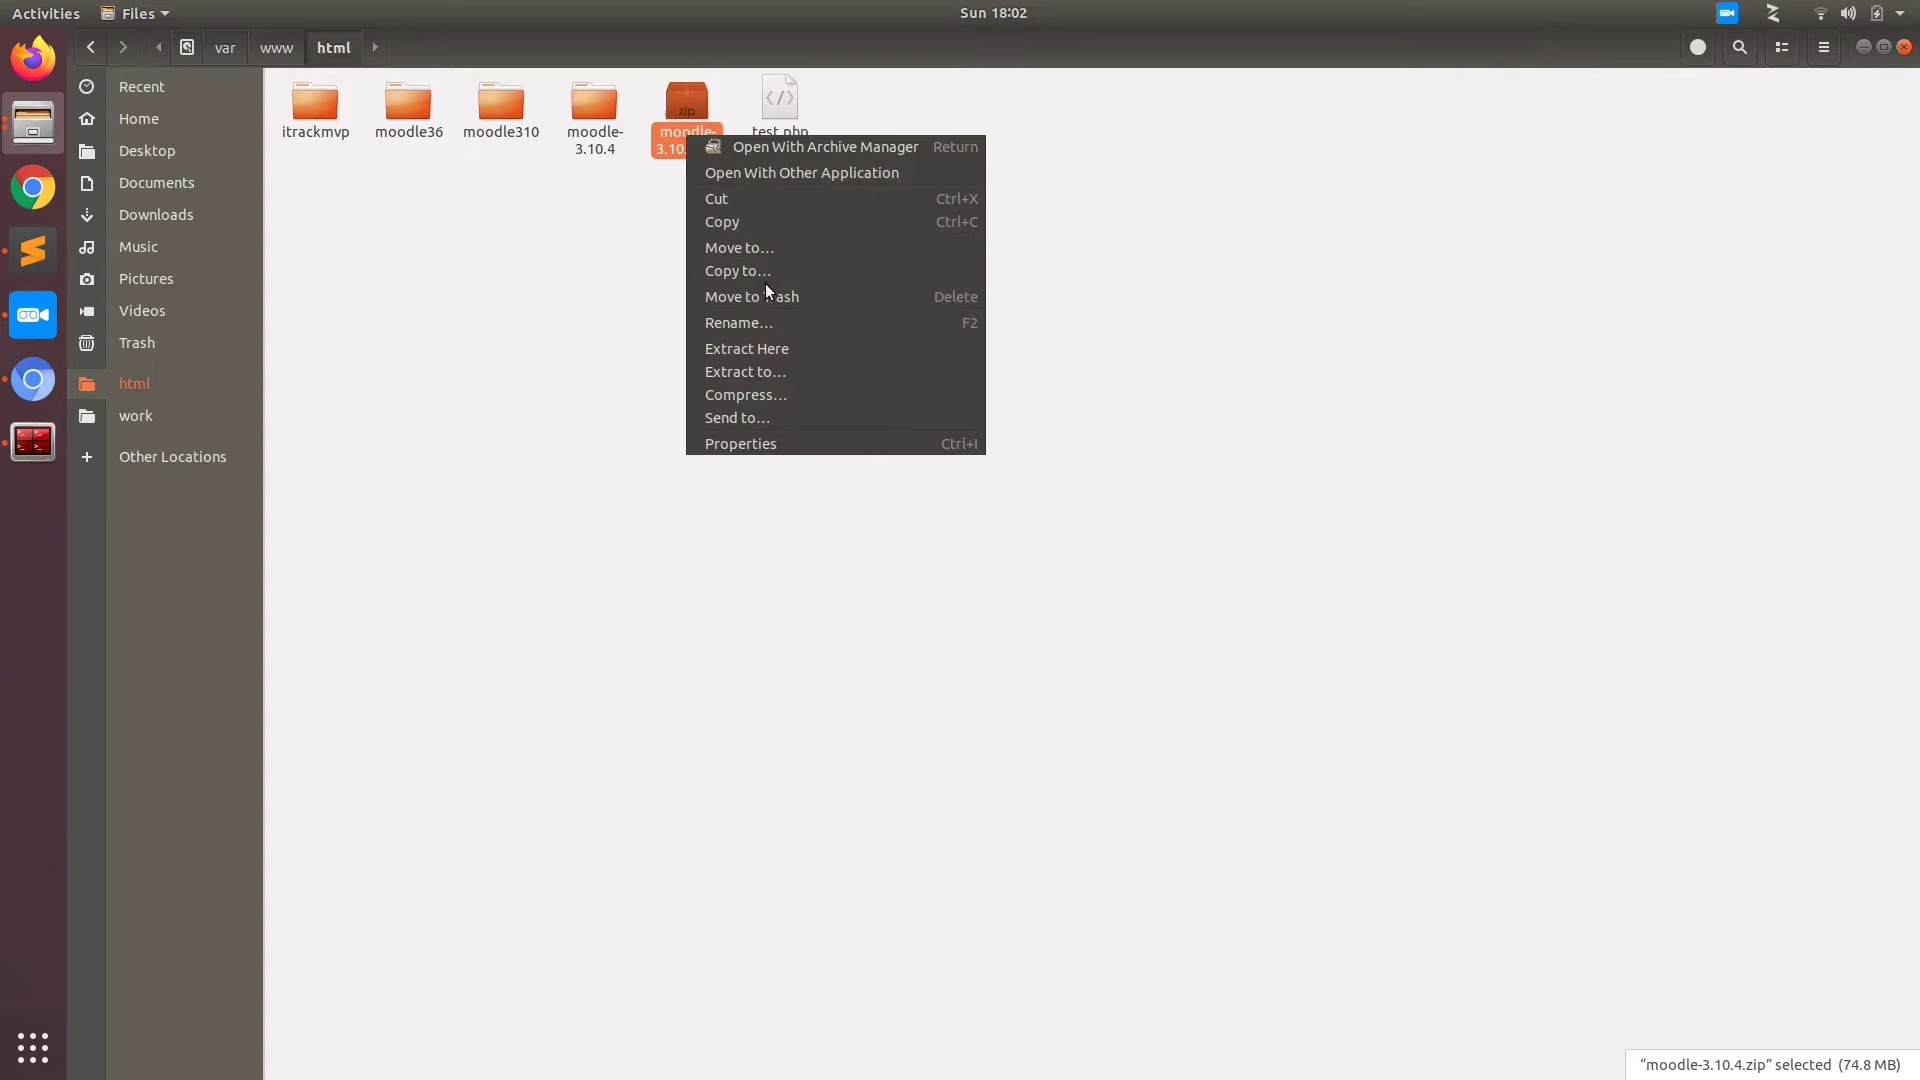 Activities Files Sun 18:02
var www html
Recent
Home
Desktop
Documents
Downloads
Music
Pictures
Videos
Trash
html
work
Other Locations
itrackmvp
moodle36
moodle310
moodle-
3.10.4
zip
moodle-
3.10.
test.php
Open With Archive Manager Return
Open With Other Application
Cut Ctrl+X
Copy Ctrl+C
Move to...
Copy to...
Move to Trash Delete
Rename... F2
Extract Here
Extract to...
Compress...
Send to...
Properties Ctrl+I
“moodle-3.10.4.zip” selected (74.8 MB)